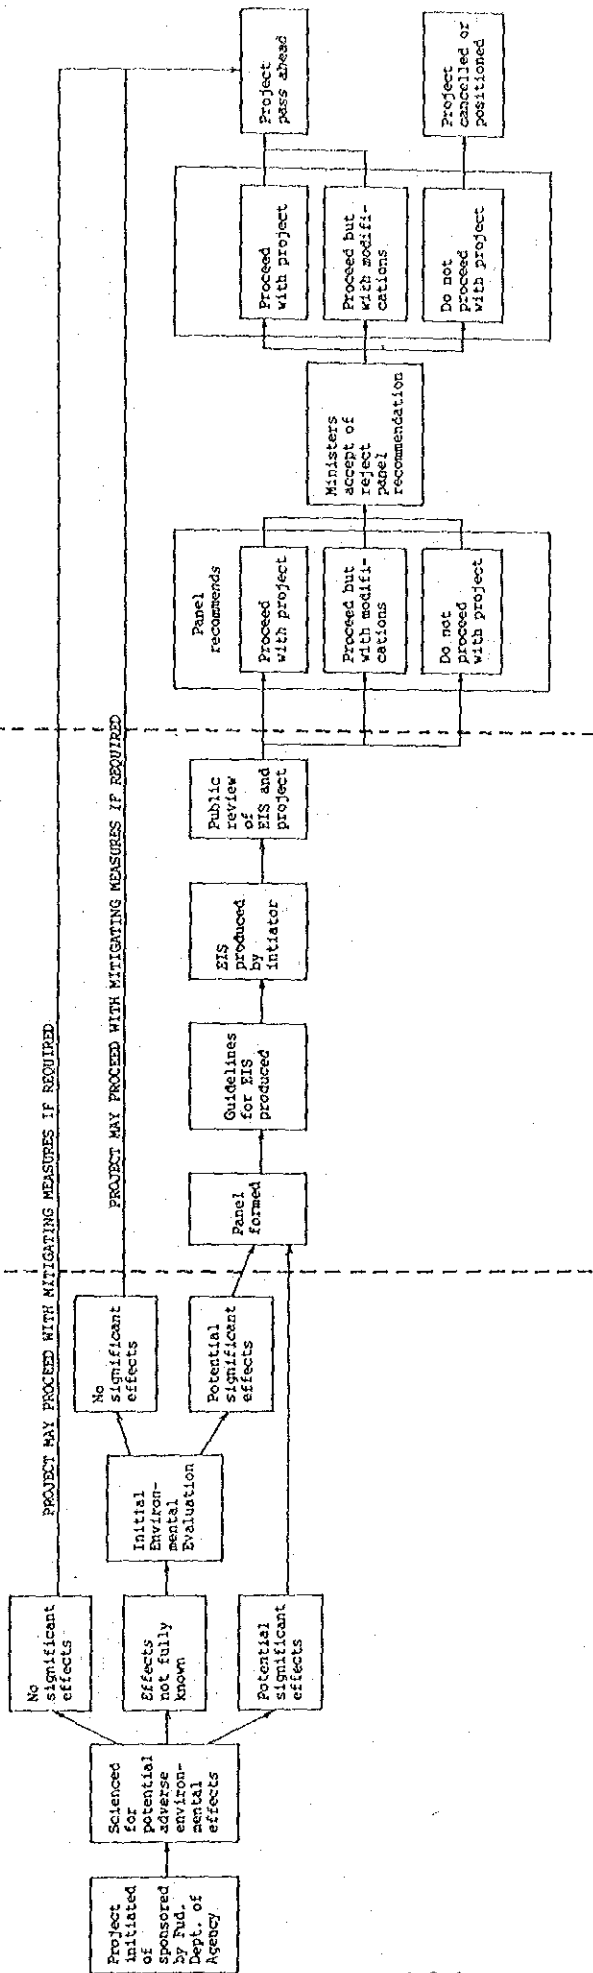 Project
initiated
of
sponsored
by Fud.
Dept. of
Agency
Scienced
for
potential
adverse
environ-
mental
effects
No
significant
effects
Effects
not fully
known
Potential
significant
effects
Initial
Environ-
mental
Evaluation
No
significant
effects
Potential
significant
effects
PROJECT MAY PROCEED WITH MITIGATING MEASURES IF REQUIRED
PROJECT MAY PROCEED WITH MITIGATING MEASURES IF REQUIRED
Panel
formed
Guidelines
for EIS
produced
EIS
produced
by
intiator
Public
review
of
EIS and
project
Panel
recommends
Proceed
with project
Proceed but
with modifi-
cations
Do not
proceed
with project
Ministers
accept of
reject
panel
recommendation
Proceed
with project
Proceed but
with modifi-
cations
Do not
proceed
with project
Project
pass ahead
Project
cancelled or
positioned